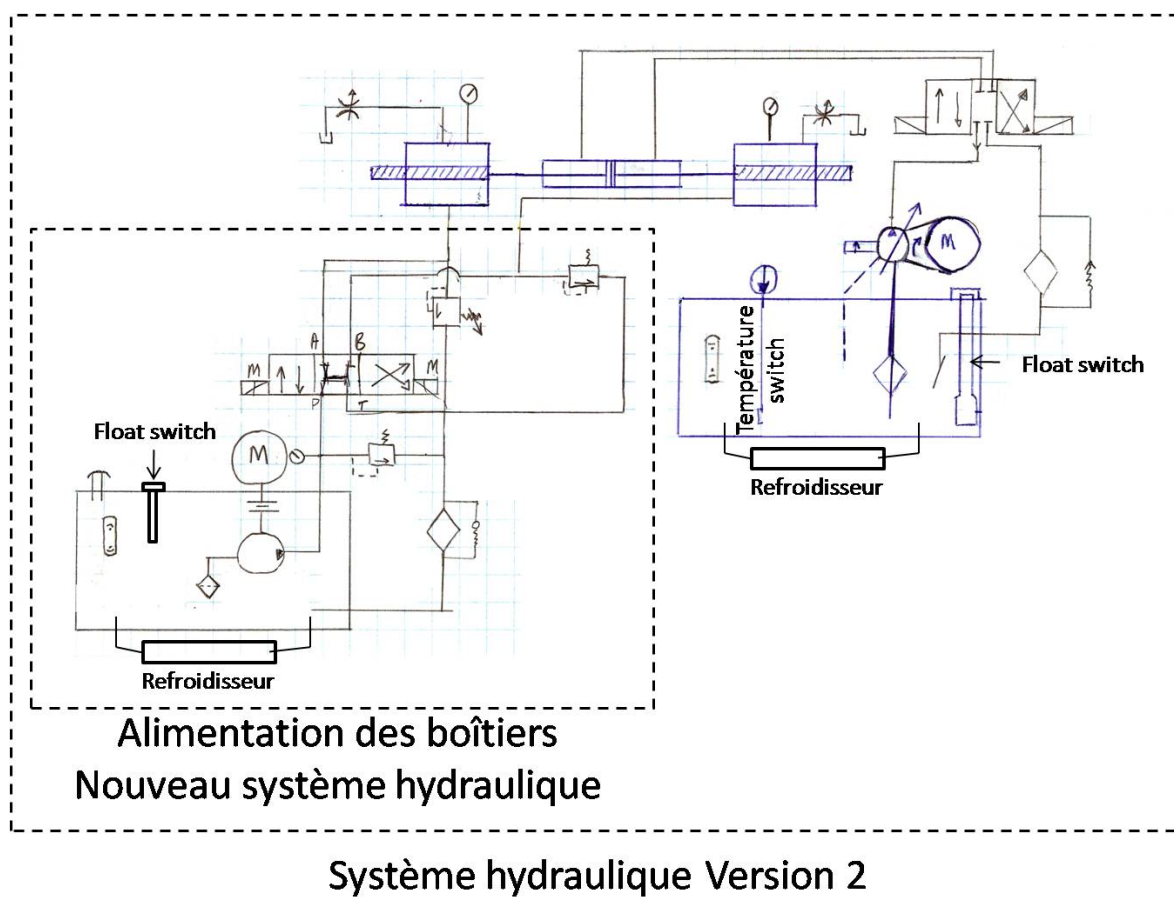 M
Température
switch
Float switch
Refroidisseur
A
B
M
M
P
T
Float switch
M
Refroidisseur
Alimentation des boîtiers
Nouveau système hydraulique
Système hydraulique Version 2